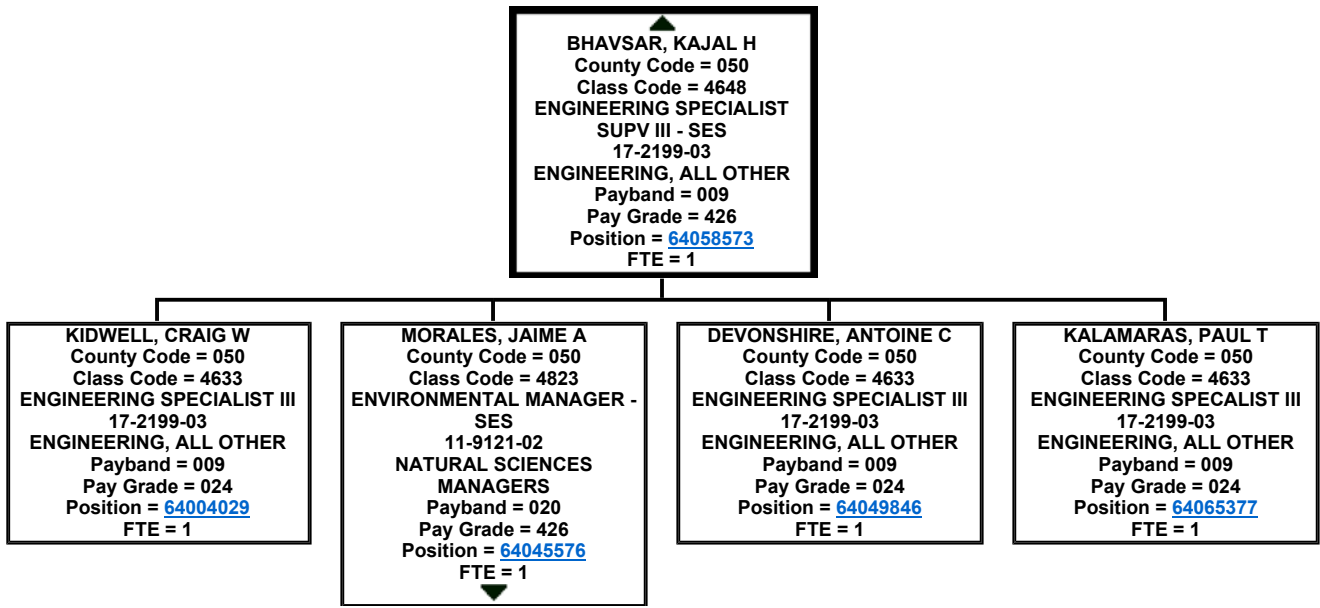 BHAVSAR, KAJAL H
County Code = 050
Class Code = 4648
ENGINEERING SPECIALIST
SUPV III - SES
17-2199-03
ENGINEERING, ALL OTHER
Payband = 009
Pay Grade = 426
Position = 64058573
FTE = 1
KIDWELL, CRAIG W
County Code = 050
Class Code = 4633
ENGINEERING SPECIALIST III
17-2199-03
ENGINEERING, ALL OTHER
Payband = 009
Pay Grade = 024
Position = 64004029
FTE = 1
MORALES, JAIME A
County Code = 050
Class Code = 4823
ENVIRONMENTAL MANAGER -
SES
11-9121-02
NATURAL SCIENCES
MANAGERS
Payband = 020
Pay Grade = 426
Position = 64045576
FTE = 1
DEVONSHIRE, ANTOINE C
County Code = 050
Class Code = 4633
ENGINEERING SPECIALIST III
17-2199-03
ENGINEERING, ALL OTHER
Payband = 009
Pay Grade = 024
Position = 64049846
FTE = 1
KALAMARAS, PAUL T
County Code = 050
Class Code = 4633
ENGINEERING SPECALIST III
17-2199-03
ENGINEERING, ALL OTHER
Payband = 009
Pay Grade = 024
Position = 64065377
FTE = 1